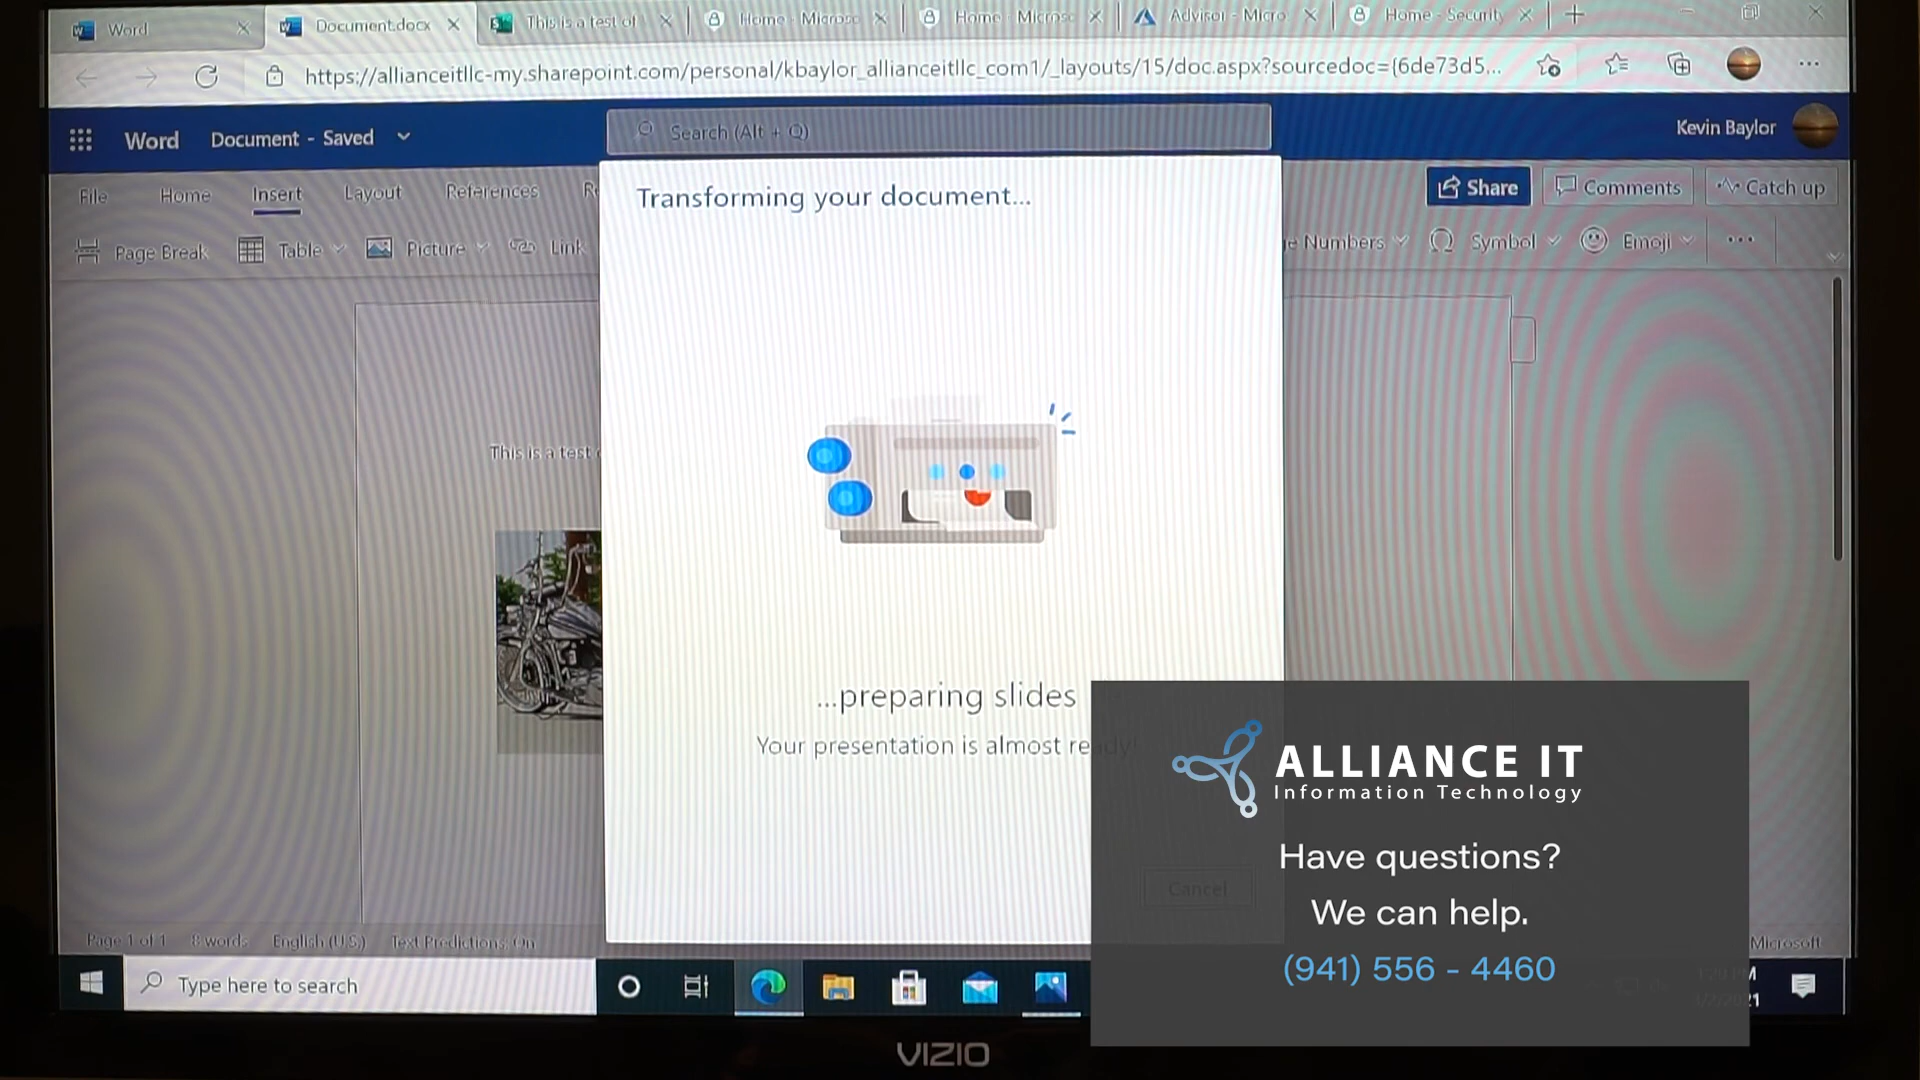 Word
Document.docx
This is a test of
Home - Microsc
Home - Microsc
Advisor - Micro
Home - Security
https://allianceitllc-my.sharepoint.com/personal/kbaylor_allianceitllc_com1/_layouts/15/doc.aspx?sourcedoc={6de73d5...
Word
Document - Saved
Search (Alt + Q)
Kevin Baylor
File
Home
Insert
Layout
References
Share
Comments
Catch up
Page Break
Table
Picture
Link
Numbers
Symbol
Emoji
...
Transforming your document...
This is a test
...preparing slides
Your presentation is almost ready!
Cancel
ALLIANCE IT
Information Technology
Have questions?
We can help.
(941) 556 - 4460
Page 1 of 1
8 words
English (U.S.)
Text Predictions: On
Microsoft
Type here to search
VIZIO